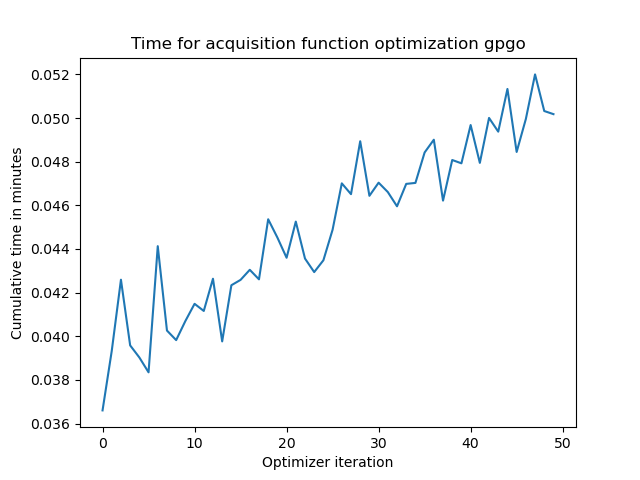 Time for acquisition function optimization gpgo
0.052
0.050
0.048
0.046
0.044
0.042
0.040
0.038
0.036
Cumulative time in minutes
0 10 20 30 40 50
Optimizer iteration